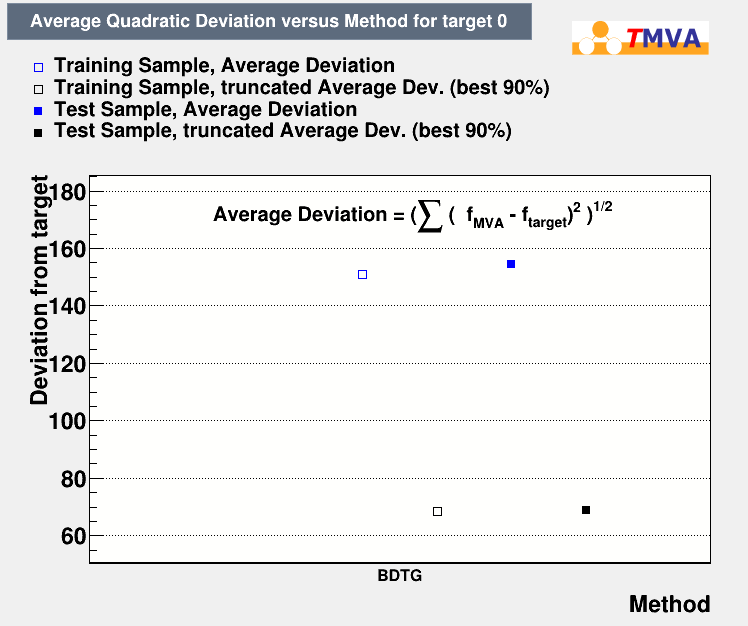 Average Quadratic Deviation versus Method for target 0
TMVA
Training Sample, Average Deviation
Training Sample, truncated Average Dev. (best 90%)
Test Sample, Average Deviation
Test Sample, truncated Average Dev. (best 90%)
Average Deviation = (∑ ( f_MVA - f_target)^2 )^1/2
Deviation from target
180
160
140
120
100
80
60
BDTG
Method